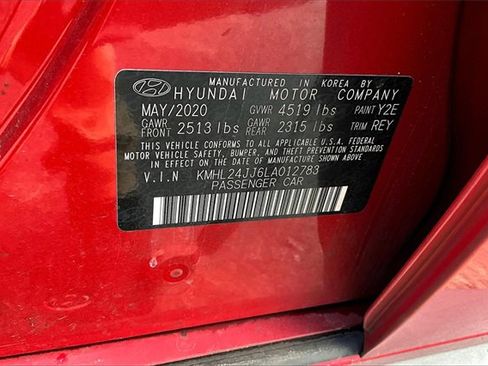 MANUFACTURED IN KOREA BY
HYUNDAI MOTOR COMPANY
MAY/2020 GVWR 4519 lbs PAINT Y2E
GAWR FRONT 2513 lbs GAWR REAR 2315 lbs TRIM REY
THIS VEHICLE CONFORMS TO ALL APPLICABLE U.S.A. FEDERAL
MOTOR VEHICLE SAFETY, BUMPER, AND THEFT PREVENTION STANDARDS
IN EFFECT ON THE DATE OF MANUFACTURE SHOWN ABOVE.
V.I.N KMHL24JJ6LA012783
PASSENGER CAR